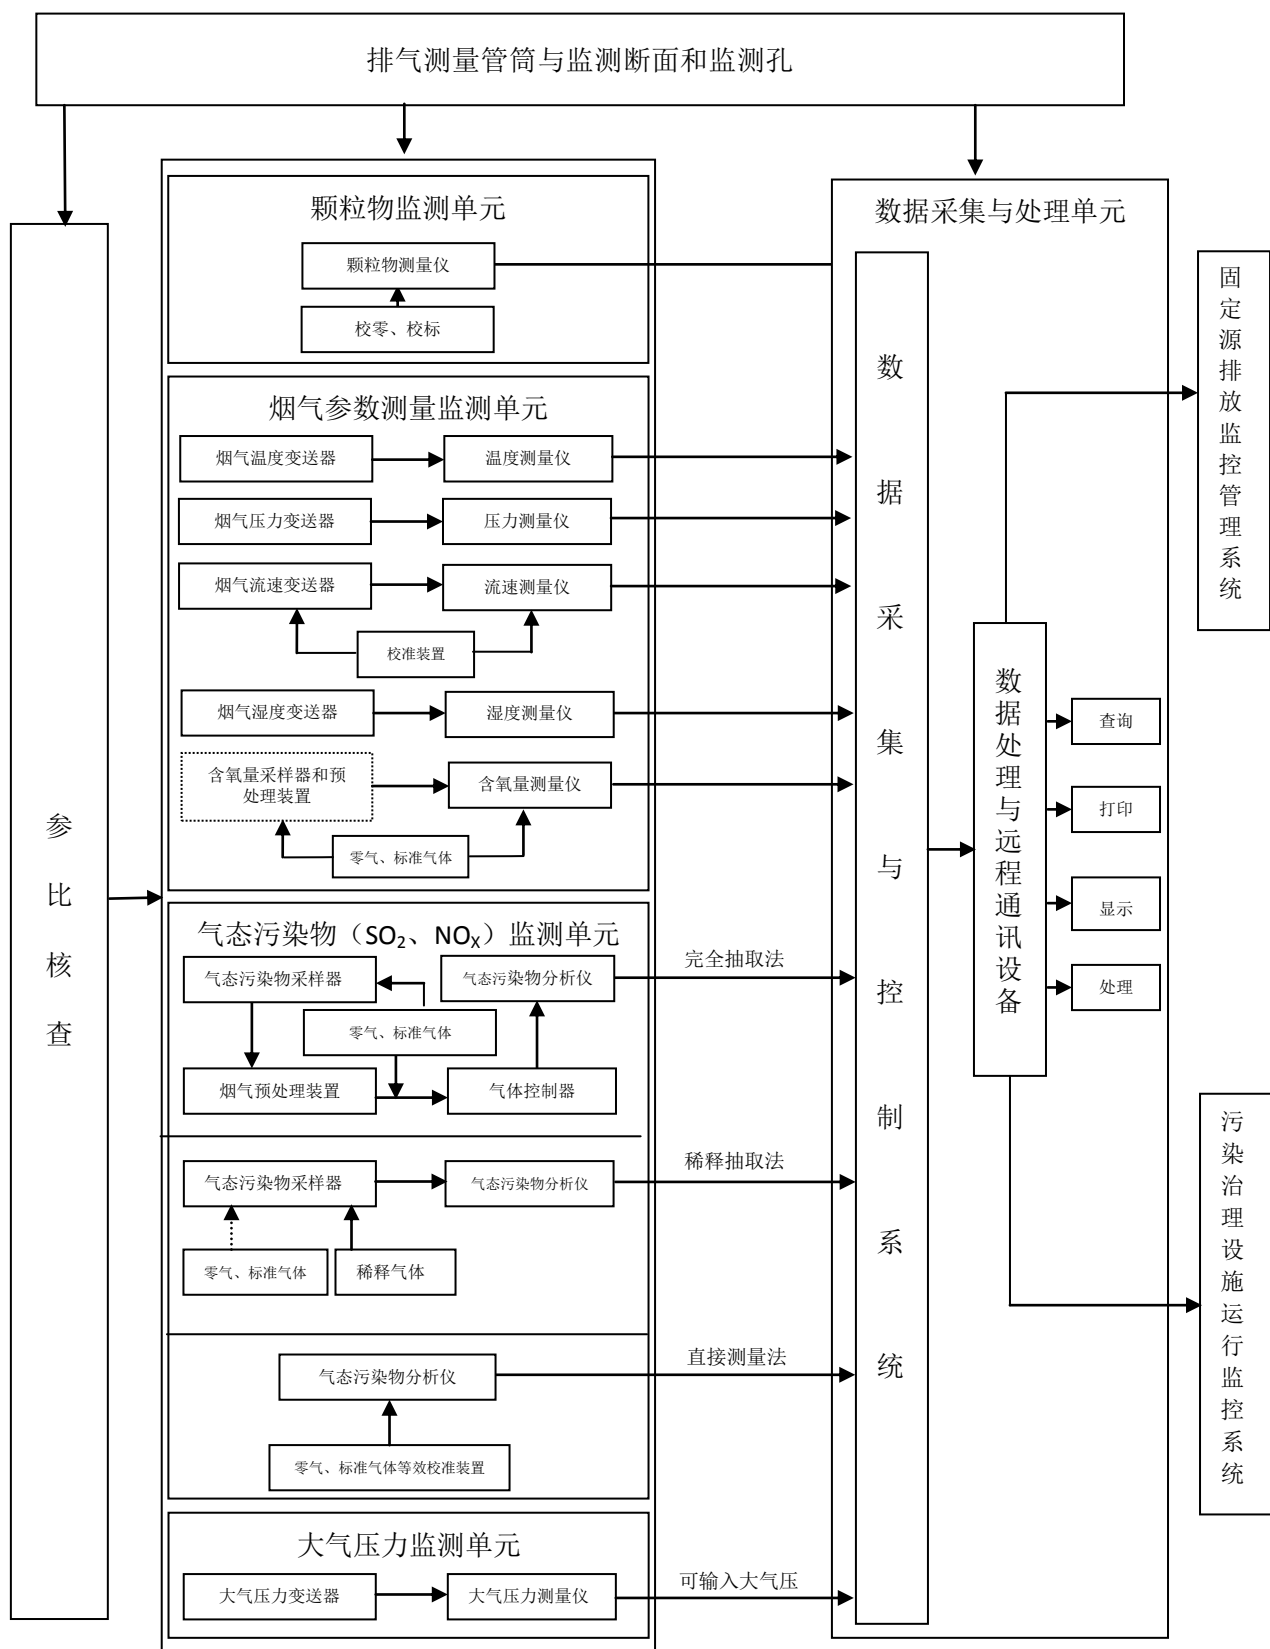 排气测量管筒与监测断面和监测孔
参比核查
颗粒物监测单元
颗粒物测量仪
校零、校标
烟气参数测量监测单元
烟气温度变送器
温度测量仪
烟气压力变送器
压力测量仪
烟气流速变送器
流速测量仪
校准装置
烟气湿度变送器
湿度测量仪
含氧量采样器和预
处理装置
含氧量测量仪
零气、标准气体
气态污染物（SO₂、NOₓ）监测单元
气态污染物采样器
气态污染物分析仪
零气、标准气体
烟气预处理装置
气体控制器
完全抽取法
气态污染物采样器
气态污染物分析仪
零气、标准气体
稀释气体
稀释抽取法
气态污染物分析仪
零气、标准气体等效校准装置
直接测量法
大气压力监测单元
大气压力变送器
大气压力测量仪
可输入大气压
数据采集与处理单元
数据采集与控制系统
数据处理与远程通讯设备
查询
打印
显示
处理
固定源排放监控管理系统
污染治理设施运行监控系统